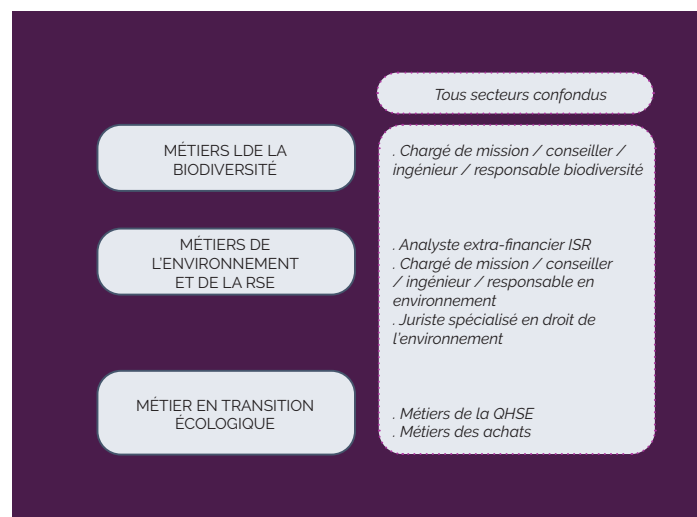 Tous secteurs confondus
MÉTIERS LDE LA
BIODIVERSITÉ
. Chargé de mission / conseiller /
ingénieur / responsable biodiversité
MÉTIERS DE
L'ENVIRONNEMENT
ET DE LA RSE
. Analyste extra-financier ISR
. Chargé de mission / conseiller
/ ingénieur / responsable en
environnement
. Juriste spécialisé en droit de
l'environnement
MÉTIER EN TRANSITION
ÉCOLOGIQUE
. Métiers de la QHSE
. Métiers des achats